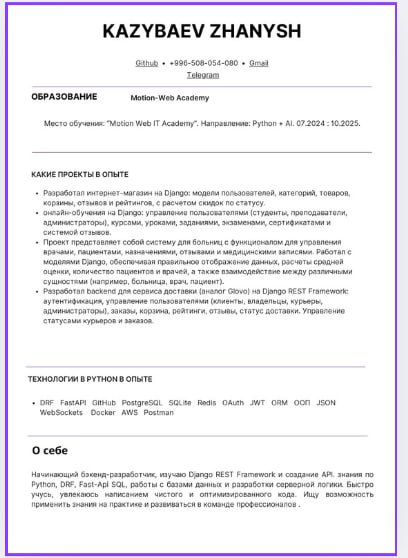 KAZYBAEV ZHANYSH
Github • +996-508-054-080 • Gmail
Telegram
ОБРАЗОВАНИЕ Motion-Web Academy
Место обучения: "Motion Web IT Academy". Направление: Python + AI. 07.2024 : 10.2025.
КАКИЕ ПРОЕКТЫ В ОПЫТЕ
• Разработал интернет-магазин на Django: модели пользователей, категорий, товаров,
корзины, отзывов и рейтингов, с расчетом скидок по статусу.
• онлайн-обучения на Django: управление пользователями (студенты, преподаватели,
администраторы), курсами, уроками, заданиями, экзаменами, сертификатами и
системой отзывов.
• Проект представляет собой систему для больниц с функционалом для управления
врачами, пациентами, назначениями, отзывами и медицинскими записями. Работал с
моделями Django, обеспечивая правильное отображение данных, расчеты средней
оценки, количество пациентов и врачей, а также взаимодействие между различными
сущностями (например, больница, врач, пациент).
• Разработал backend для сервиса доставки (аналог Glovo) на Django REST Framework:
аутентификация, управление пользователями (клиенты, владельцы, курьеры,
администраторы), заказы, корзина, рейтинги, отзывы, статус доставки. Управление
статусами курьеров и заказов.
ТЕХНОЛОГИИ В PYTHON В ОПЫТЕ
• DRF FastAPI GitHub PostgreSQL SQLite Redis OAuth JWT ORM ООП JSON
WebSockets Docker AWS Postman
О себе
Начинающий бэкенд-разработчик, изучаю Django REST Framework и создание API. знания по
Python, DRF, Fast-Api SQL, работы с базами данных и разработки серверной логики. Быстро
учусь, увлекаюсь написанием чистого и оптимизированного кода. Ищу возможность
применить знания на практике и развиваться в команде профессионалов .